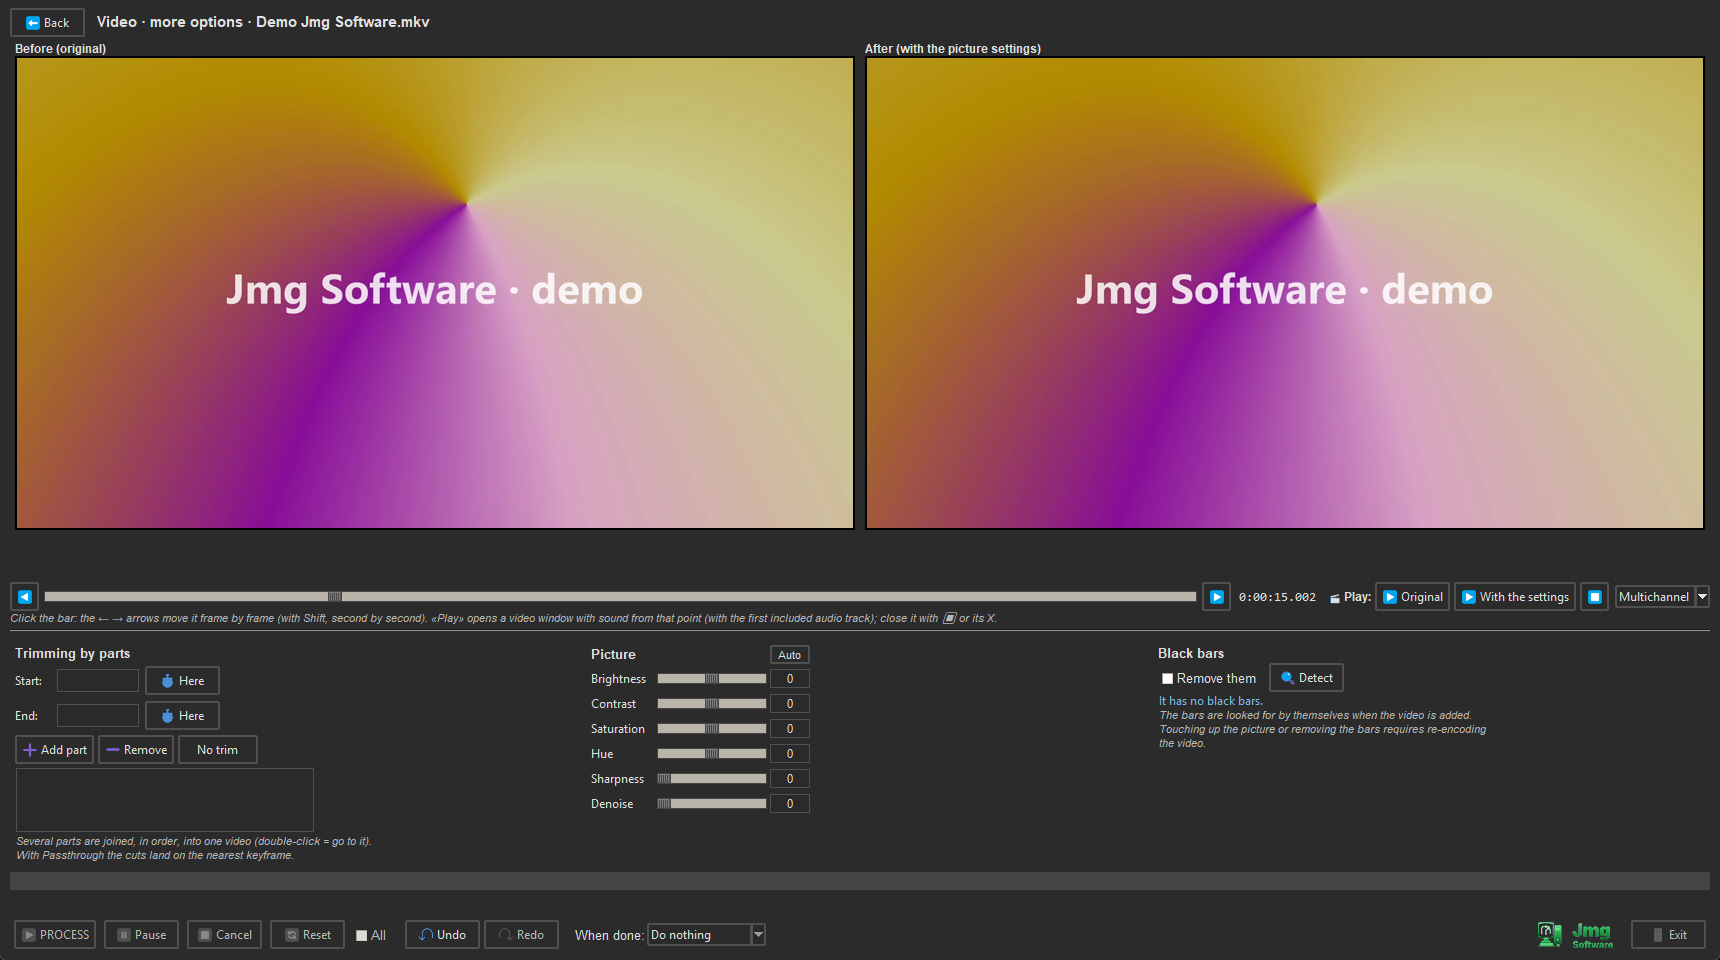 Back
Video · more options · Demo Jmg Software.mkv
Before (original)
After (with the picture settings)
Jmg Software · demo
Jmg Software · demo
0:00:15.002
Play:
Original
With the settings
Multichannel
Click the bar: the ← → arrows move it frame by frame (with Shift, second by second). «Play» opens a video window with sound from that point (with the first included audio track); close it with ▣ or its X.
Trimming by parts
Start:
Here
End:
Here
Add part
Remove
No trim
Several parts are joined, in order, into one video (double-click = go to it).
With Passthrough the cuts land on the nearest keyframe.
Picture
Auto
Brightness 0
Contrast 0
Saturation 0
Hue 0
Sharpness 0
Denoise 0
Black bars
Remove them
Detect
It has no black bars.
The bars are looked for by themselves when the video is added.
Touching up the picture or removing the bars requires re-encoding
the video.
PROCESS
Pause
Cancel
Reset
All
Undo
Redo
When done:
Do nothing
Jmg
Software
Exit